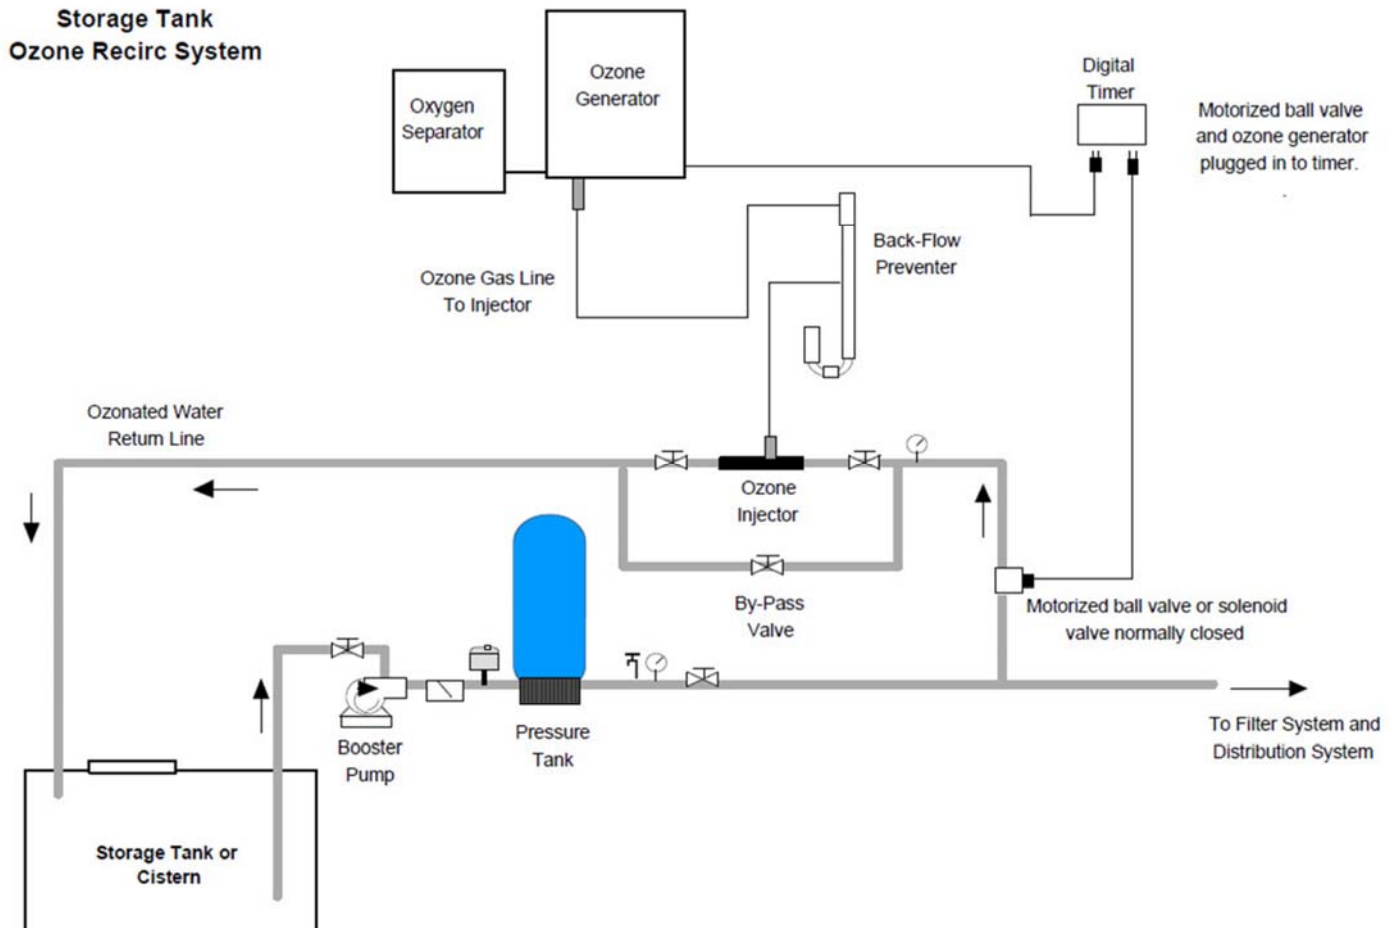 Storage Tank
Ozone Recirc System
Oxygen
Separator
Ozone
Generator
Digital
Timer
Motorized ball valve
and ozone generator
plugged in to timer.
Back-Flow
Preventer
Ozone Gas Line
To Injector
Ozonated Water
Return Line
Ozone
Injector
By-Pass
Valve
Motorized ball valve or solenoid
valve normally closed
Pressure
Tank
Booster
Pump
To Filter System and
Distribution System
Storage Tank or
Cistern